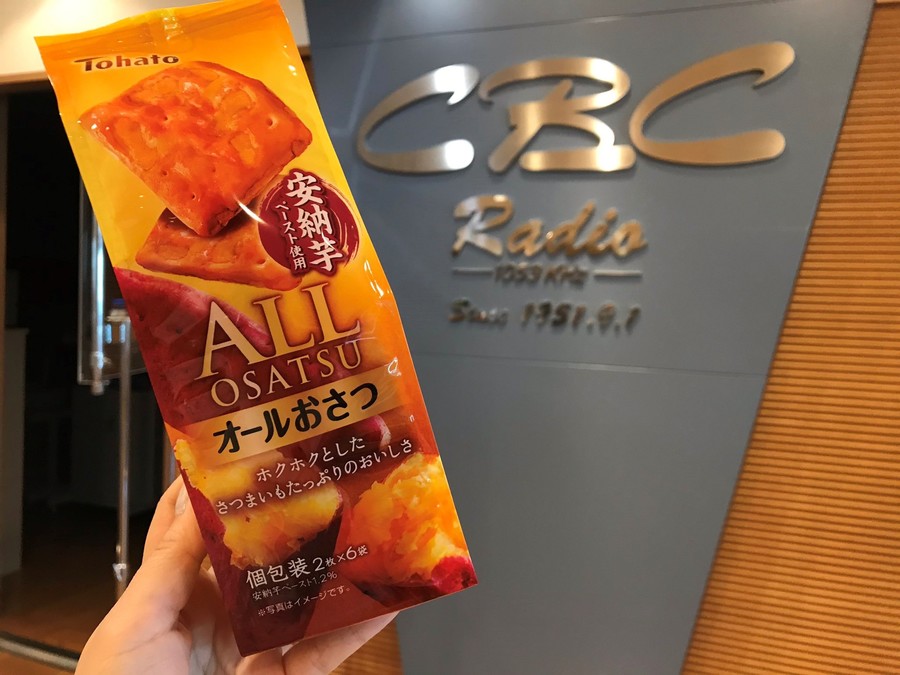 Tohato
安納芋
ペースト使用
ALL
OSATSU
オールおさつ
ホクホクとした
さつまいもたっぷりのおいしさ
個包装2枚×6袋
安納芋ペースト1.2%
※写真はイメージです。
CBC
Radio
1053KHz
Since 1951.9.1